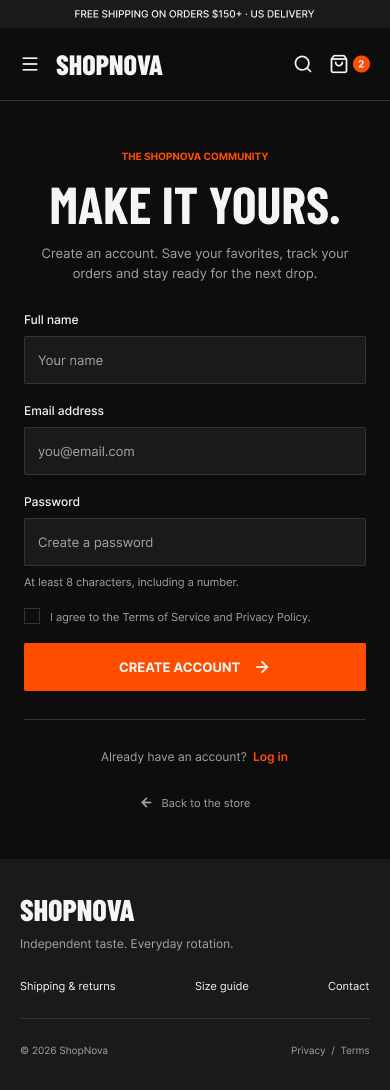 FREE SHIPPING ON ORDERS $150+ · US DELIVERY
SHOPNOVA
2
THE SHOPNOVA COMMUNITY
MAKE IT YOURS.
Create an account. Save your favorites, track your
orders and stay ready for the next drop.
Full name
Your name
Email address
you@email.com
Password
Create a password
At least 8 characters, including a number.
I agree to the Terms of Service and Privacy Policy.
CREATE ACCOUNT
Already have an account? Log in
Back to the store
SHOPNOVA
Independent taste. Everyday rotation.
Shipping & returns Size guide Contact
© 2026 ShopNova Privacy / Terms